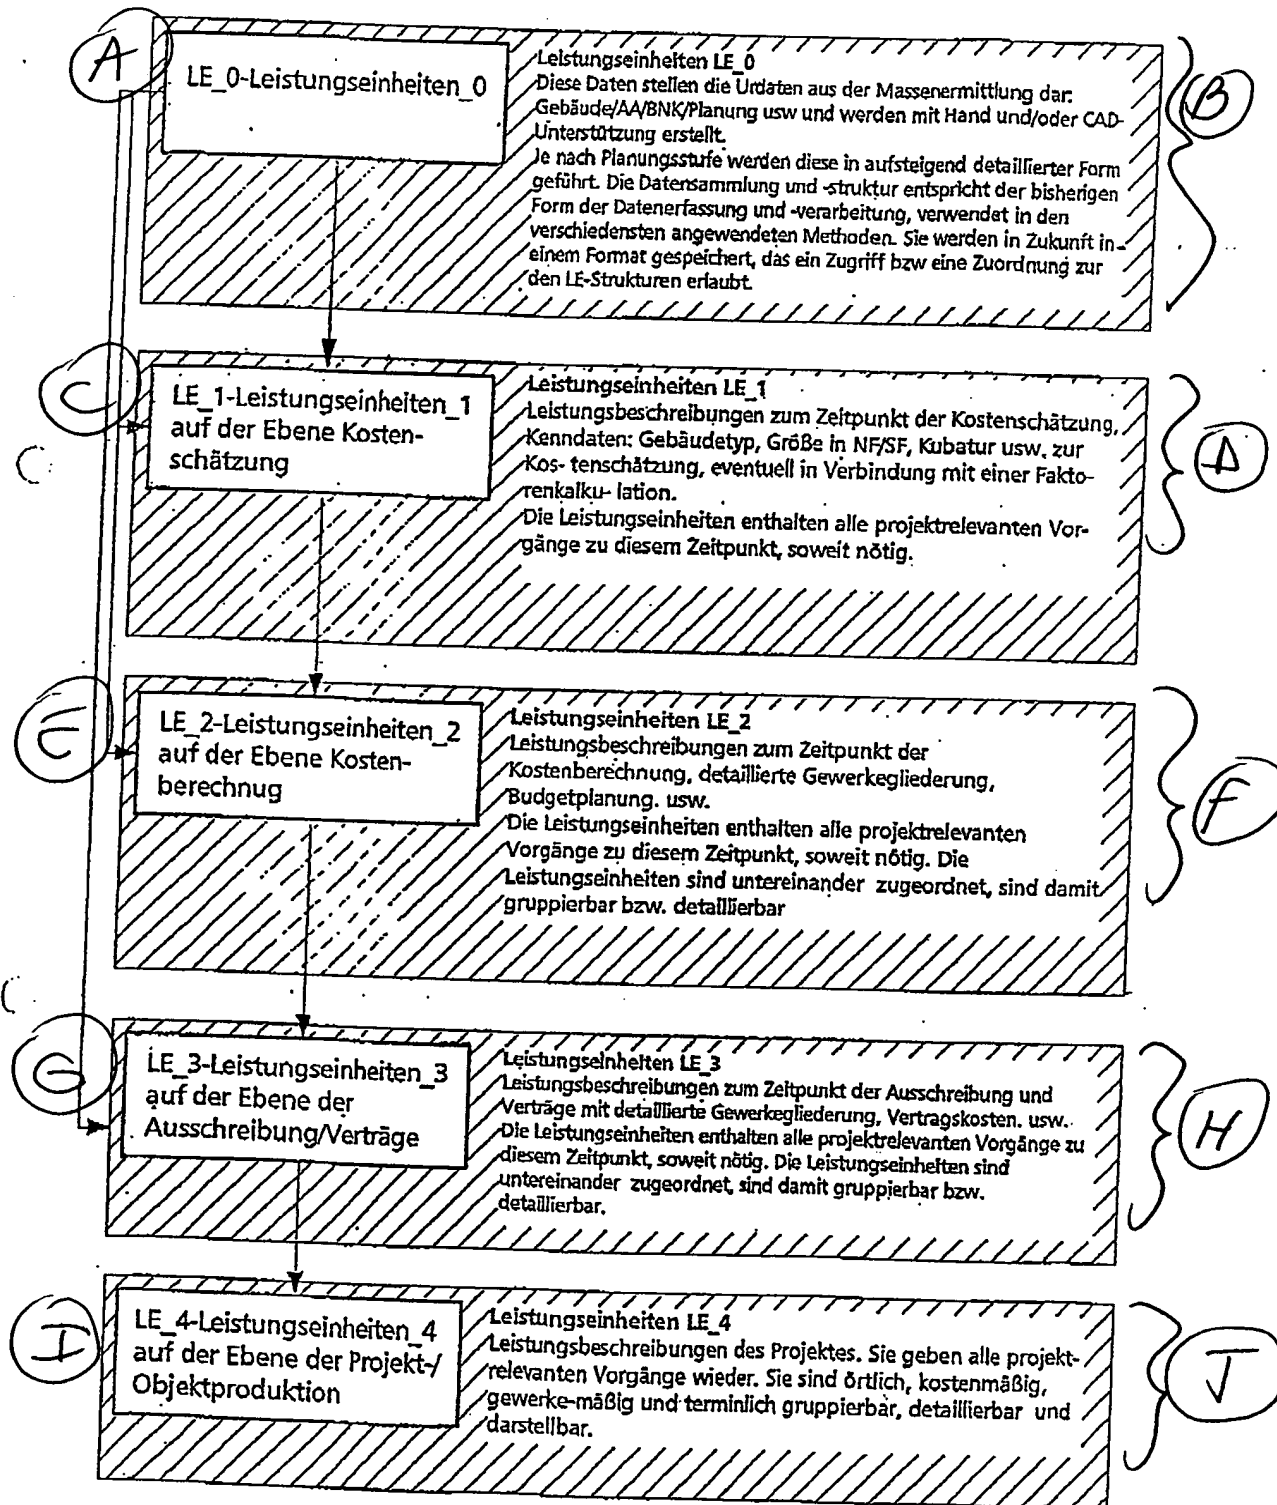 A
LE_0-Leistungseinheiten_0
Leistungseinheiten LE_0
Diese Daten stellen die Urdaten aus der Massenermittlung dar:
Gebäude/AA/BNK/Planung usw und werden mit Hand und/oder CAD-
Unterstützung erstellt.
Je nach Planungsstufe werden diese in aufsteigend detaillierter Form
geführt. Die Datensammlung und -struktur entspricht der bisherigen
Form der Datenerfassung und -verarbeitung, verwendet in den
verschiedensten angewendeten Methoden. Sie werden in Zukunft in
einem Format gespeichert, das ein Zugriff bzw eine Zuordnung zur
den LE-Strukturen erlaubt.
B
C
LE_1-Leistungseinheiten_1
auf der Ebene Kosten-
schätzung
Leistungseinheiten LE_1
Leistungsbeschreibungen zum Zeitpunkt der Kostenschätzung,
Kenndaten: Gebäudetyp, Größe in NF/SF, Kubatur usw. zur
Kos- tenschätzung, eventuell in Verbindung mit einer Fakto-
renkalku- lation.
Die Leistungseinheiten enthalten alle projektrelevanten Vor-
gänge zu diesem Zeitpunkt, soweit nötig.
D
E
LE_2-Leistungseinheiten_2
auf der Ebene Kosten-
berechnug
Leistungseinheiten LE_2
Leistungsbeschreibungen zum Zeitpunkt der
Kostenberechnung, detaillierte Gewerkegliederung,
Budgetplanung. usw.
Die Leistungseinheiten enthalten alle projektrelevanten
Vorgänge zu diesem Zeitpunkt, soweit nötig. Die
Leistungseinheiten sind untereinander zugeordnet, sind damit
gruppierbar bzw. detaillierbar
F
G
LE_3-Leistungseinheiten_3
auf der Ebene der
Ausschreibung/Verträge
Leistungseinheiten LE_3
Leistungsbeschreibungen zum Zeitpunkt der Ausschreibung und
Verträge mit detaillierte Gewerkegliederung, Vertragskosten. usw.
Die Leistungseinheiten enthalten alle projektrelevanten Vorgänge zu
diesem Zeitpunkt, soweit nötig. Die Leistungseinheiten sind
untereinander zugeordnet, sind damit gruppierbar bzw.
detaillierbar.
H
I
LE_4-Leistungseinheiten_4
auf der Ebene der Projekt-/
Objektproduktion
Leistungseinheiten LE_4
Leistungsbeschreibungen des Projektes. Sie geben alle projekt-
relevanten Vorgänge wieder. Sie sind örtlich, kostenmäßig,
gewerke-mäßig und terminlich gruppierbar, detaillierbar und
darstellbar.
J